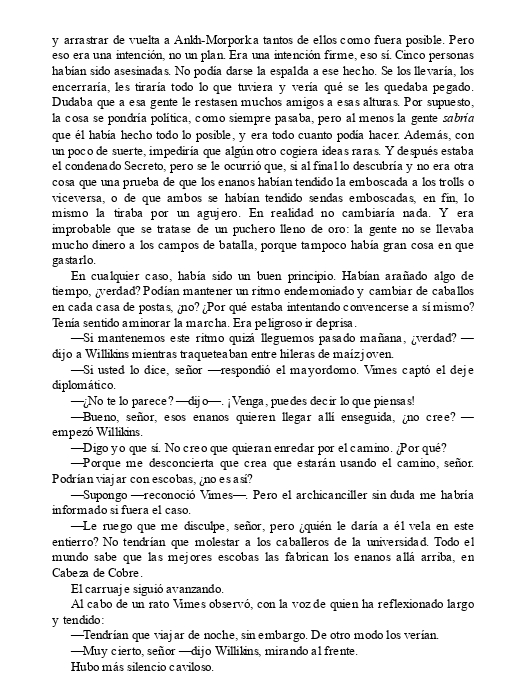 y arrastrar de vuelta a Ankh-Morporka tantos de ellos como fuera posible. Pero
eso era una intención, no un plan. Era una intención firme, eso sí. Cinco personas
habían sido asesinadas. No podía darse la espalda a ese hecho. Se los llevaría, los
encerraría, les tiraría todo lo que tuviera y vería qué se les quedaba pegado.
Dudaba que a esa gente le restasen muchos amigos a esas alturas. Por supuesto,
la cosa se pondría política, como siempre pasaba, pero al menos la gente sabría
que él había hecho todo lo posible, y era todo cuanto podía hacer. Además, con
un poco de suerte, impediría que algún otro cogiera ideas raras. Y después estaba
el condenado Secreto, pero se le ocurrió que, si al final lo descubría y no era otra
cosa que una prueba de que los enanos habían tendido la emboscada a los trolls o
viceversa, o de que ambos se habían tendido sendas emboscadas, en fin, lo
mismo la tiraba por un agujero. En realidad no cambiaría nada. Y era
improbable que se tratase de un puchero lleno de oro: la gente no se llevaba
mucho dinero a los campos de batalla, porque tampoco había gran cosa en que
gastarlo.
En cualquier caso, había sido un buen principio. Habían arañado algo de
tiempo, ¿verdad? Podían mantener un ritmo endemoniado y cambiar de caballos
en cada casa de postas, ¿no? ¿Por qué estaba intentando convencerse a sí mismo?
Tenía sentido aminorar la marcha. Era peligroso ir deprisa.
—Si mantenemos este ritmo quizá lleguemos pasado mañana, ¿verdad? —
dijo a Willikins mientras traqueteaban entre hileras de maíz joven.
—Si usted lo dice, señor —respondió el mayordomo. Vimes captó el deje
diplomático.
—¿No te lo parece? —dijo—. ¡Venga, puedes decir lo que piensas!
—Bueno, señor, esos enanos quieren llegar allí enseguida, ¿no cree? —
empezó Willikins.
—Digo yo que sí. No creo que quieran enredar por el camino. ¿Por qué?
—Porque me desconcierta que crea que estarán usando el camino, señor.
Podrían viajar con escobas, ¿no es así?
—Supongo —reconoció Vimes—. Pero el archicanciller sin duda me habría
informado si fuera el caso.
—Le ruego que me disculpe, señor, pero ¿quién le daría a él vela en este
entierro? No tendrían que molestar a los caballeros de la universidad. Todo el
mundo sabe que las mejores escobas las fabrican los enanos allá arriba, en
Cabeza de Cobre.
El carruaje siguió avanzando.
Al cabo de un rato Vimes observó, con la voz de quien ha reflexionado largo
y tendido:
—Tendrían que viajar de noche, sin embargo. De otro modo los verían.
—Muy cierto, señor —dijo Willikins, mirando al frente.
Hubo más silencio caviloso.